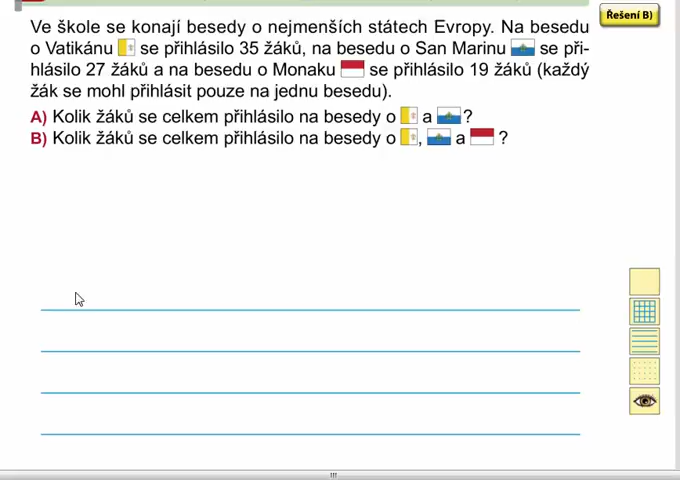 Řešení B)
Ve škole se konají besedy o nejmenších státech Evropy. Na besedu
o Vatikánu se přihlásilo 35 žáků, na besedu o San Marinu se při-
hlásilo 27 žáků a na besedu o Monaku se přihlásilo 19 žáků (každý
žák se mohl přihlásit pouze na jednu besedu).
A) Kolik žáků se celkem přihlásilo na besedy o a ?
B) Kolik žáků se celkem přihlásilo na besedy o , a ?